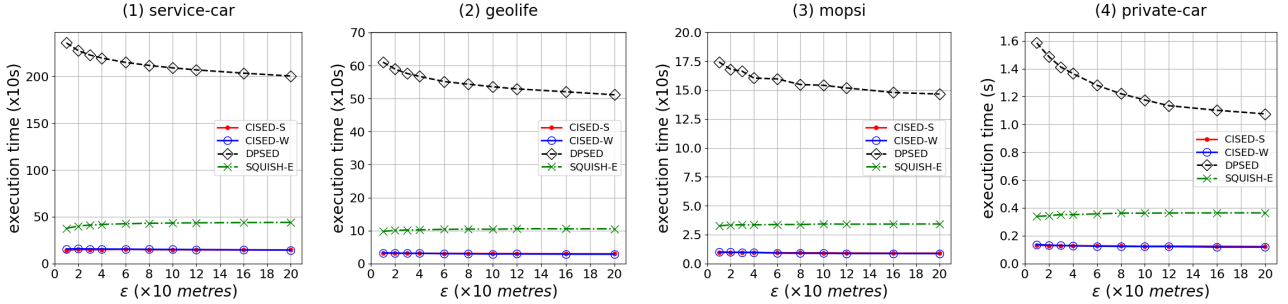 (1) service-car
execution time (x10s)
200
150
100
50
0
2 4 6 8 10 12 14 16 18 20
ε (×10 metres)
CISED-S
CISED-W
DPSED
SQUISH-E
(2) geolife
execution time (x10s)
70
60
50
40
30
20
10
0
2 4 6 8 10 12 14 16 18 20
ε (×10 metres)
CISED-S
CISED-W
DPSED
SQUISH-E
(3) mopsi
execution time (x10s)
20.0
17.5
15.0
12.5
10.0
7.5
5.0
2.5
0.0
0 2 4 6 8 10 12 14 16 18 20
ε (×10 metres)
CISED-S
CISED-W
DPSED
SQUISH-E
(4) private-car
execution time (s)
1.6
1.4
1.2
1.0
0.8
0.6
0.4
0.2
0.0
0 2 4 6 8 10 12 14 16 18 20
ε (×10 metres)
CISED-S
CISED-W
DPSED
SQUISH-E